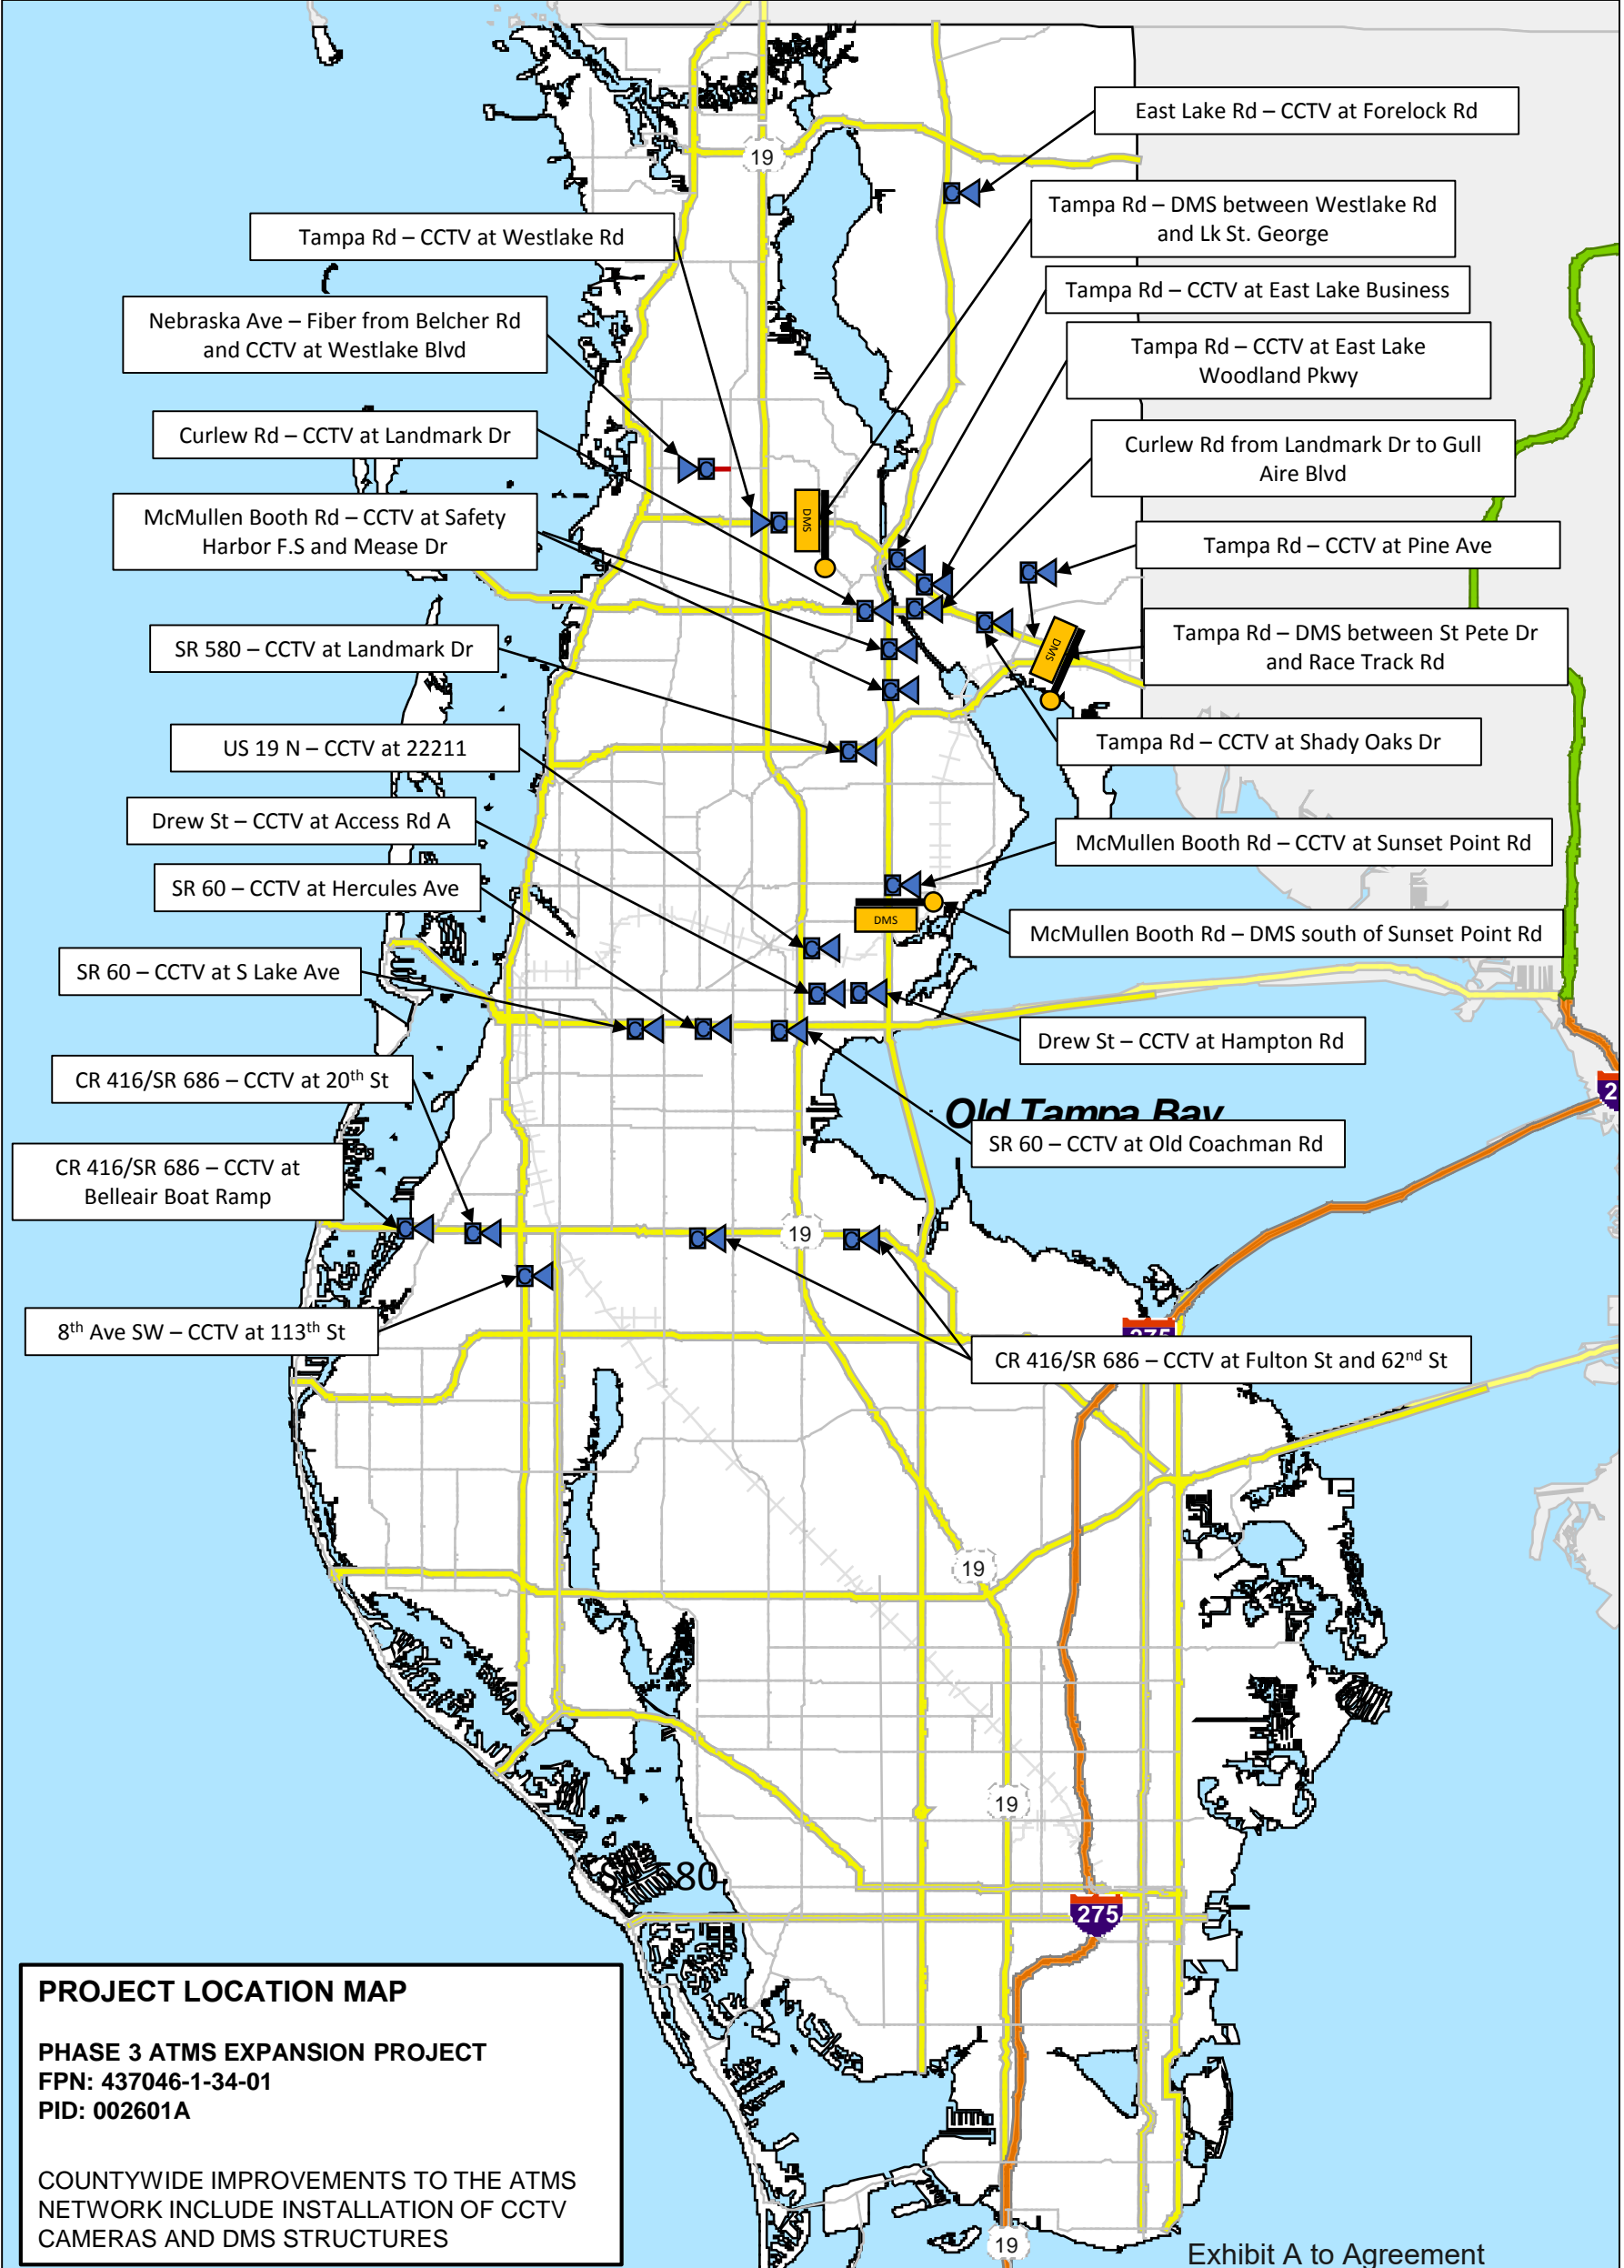 East Lake Rd – CCTV at Forelock Rd
19
Tampa Rd – DMS between Westlake Rd
and Lk St. George
Tampa Rd – CCTV at Westlake Rd
Tampa Rd – CCTV at East Lake Business
Nebraska Ave – Fiber from Belcher Rd
and CCTV at Westlake Blvd
Tampa Rd – CCTV at East Lake
Woodland Pkwy
Curlew Rd – CCTV at Landmark Dr
Curlew Rd from Landmark Dr to Gull
Aire Blvd
DMS
McMullen Booth Rd – CCTV at Safety
Harbor F.S and Mease Dr
Tampa Rd – CCTV at Pine Ave
SR 580 – CCTV at Landmark Dr
Tampa Rd – DMS between St Pete Dr
and Race Track Rd
DMS
US 19 N – CCTV at 22211
Tampa Rd – CCTV at Shady Oaks Dr
Drew St – CCTV at Access Rd A
McMullen Booth Rd – CCTV at Sunset Point Rd
SR 60 – CCTV at Hercules Ave
DMS
McMullen Booth Rd – DMS south of Sunset Point Rd
SR 60 – CCTV at S Lake Ave
Drew St – CCTV at Hampton Rd
CR 416/SR 686 – CCTV at 20th St
2
Old Tampa Bay
SR 60 – CCTV at Old Coachman Rd
CR 416/SR 686 – CCTV at
Belleair Boat Ramp
19
8th Ave SW – CCTV at 113th St
275
CR 416/SR 686 – CCTV at Fulton St and 62nd St
19
19
80
275
PROJECT LOCATION MAP
PHASE 3 ATMS EXPANSION PROJECT
FPN: 437046-1-34-01
PID: 002601A
COUNTYWIDE IMPROVEMENTS TO THE ATMS
NETWORK INCLUDE INSTALLATION OF CCTV
CAMERAS AND DMS STRUCTURES
19
Exhibit A to Agreement